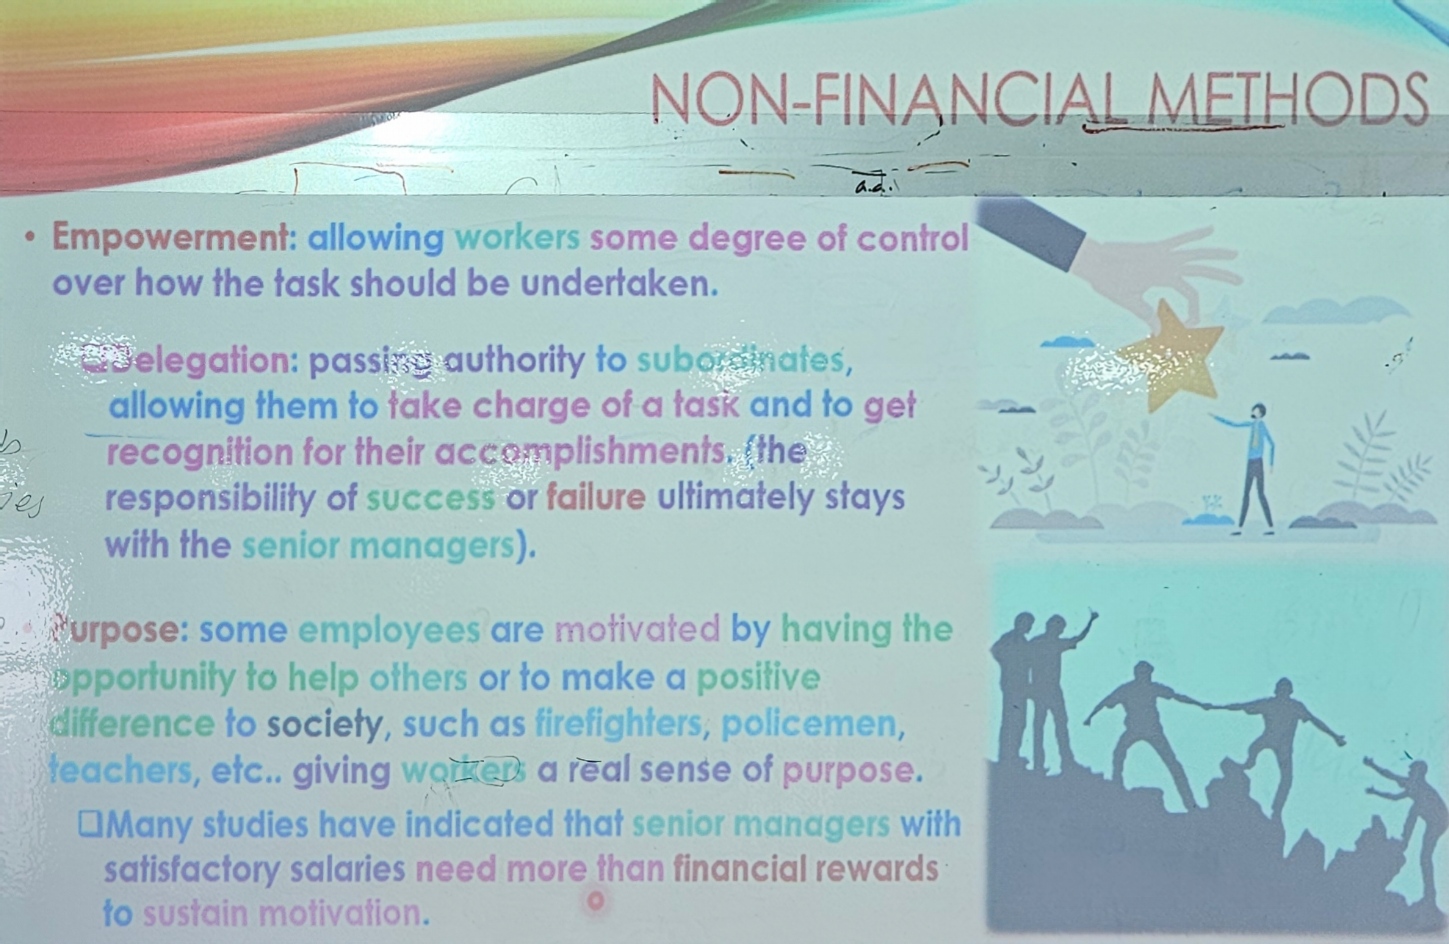 NON-FINANCIAL METHODS
• Empowerment: allowing workers some degree of control
over how the task should be undertaken.
❑Delegation: passing authority to subordinates,
allowing them to take charge of a task and to get
recognition for their accomplishments. (the
responsibility of success or failure ultimately stays
with the senior managers).
• Purpose: some employees are motivated by having the
opportunity to help others or to make a positive
difference to society, such as firefighters, policemen,
teachers, etc.. giving workers a real sense of purpose.
❑Many studies have indicated that senior managers with
satisfactory salaries need more than financial rewards
to sustain motivation.